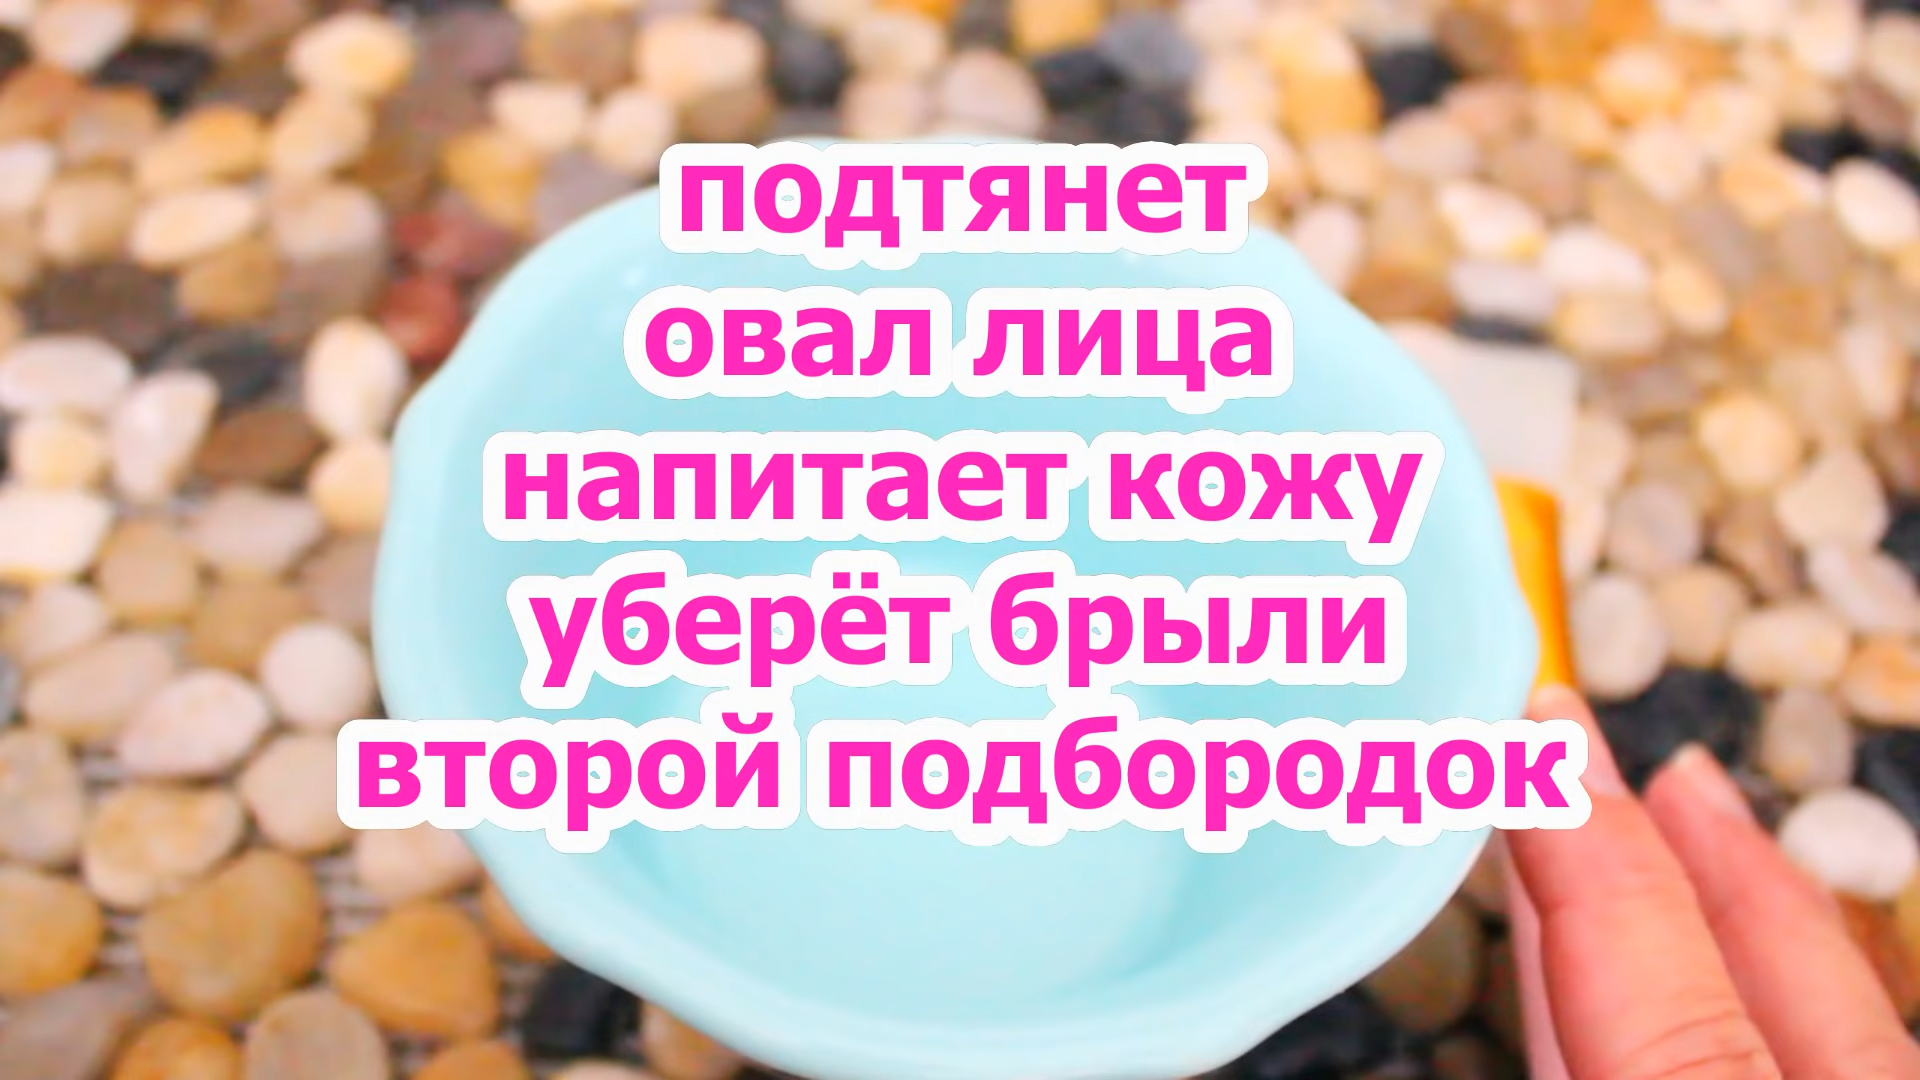 подтянет
овал лица
напитает кожу
уберёт брыли
второй подбородок